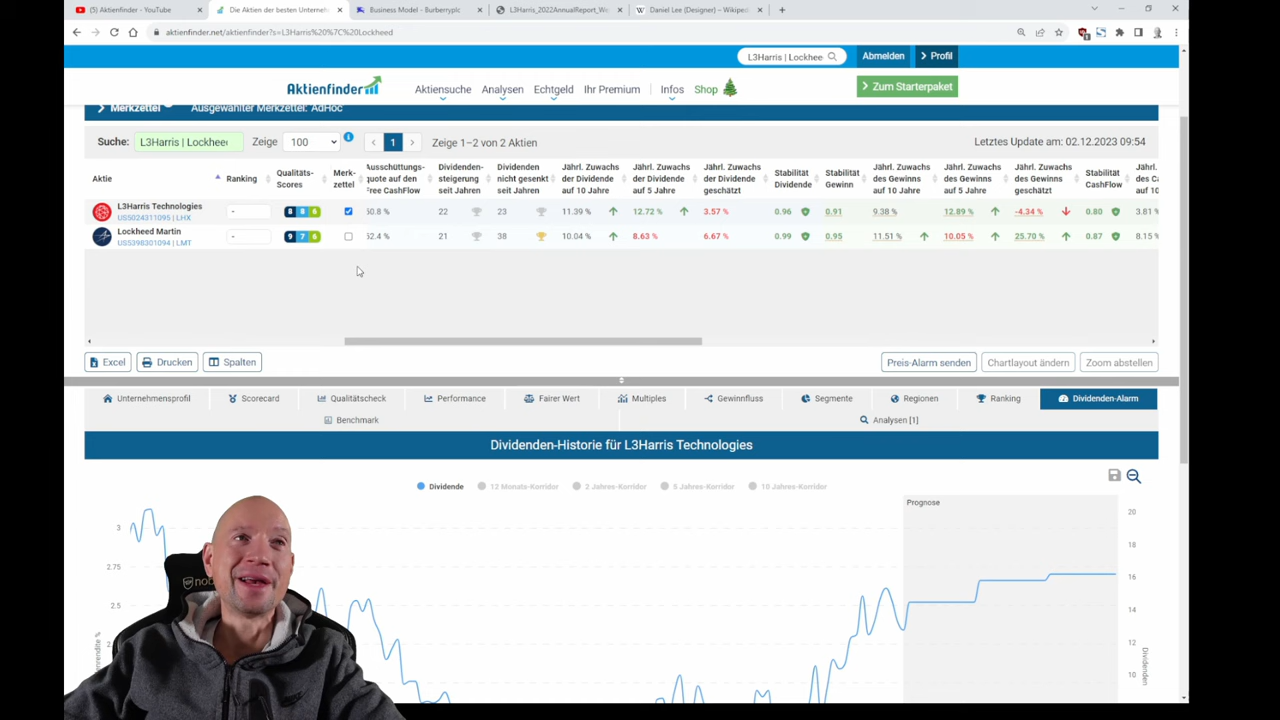 (5) Aktienfinder - YouTube
Die Aktien der besten Unterneh
Business Model - Burberryplc
L3Harris_2022AnnualReport_We
Daniel Lee (Designer) – Wikiped
aktienfinder.net/aktienfinder?s=L3Harris%20%7C%20Lockheed
L3Harris | Lockhee
Abmelden
Profil
Aktienfinder
Aktiensuche
Analysen
Echtgeld
Ihr Premium
Infos
Shop
Zum Starterpaket
Merkzettel
Ausgewählter Merkzettel: AdHoc
Suche: L3Harris | Lockhee Zeige 100 1 Zeige 1–2 von 2 Aktien
Letztes Update am: 02.12.2023 09:54
Aktie
Ranking
Qualitäts-
Scores
Merk-
zettel
Ausschüttungs-
quote auf den
Free CashFlow
Dividenden-
steigerung
seit Jahren
Dividenden
nicht gesenkt
seit Jahren
Jährl. Zuwachs
der Dividende
auf 10 Jahre
Jährl. Zuwachs
der Dividende
auf 5 Jahre
Jährl. Zuwachs
der Dividende
geschätzt
Stabilität
Dividende
Stabilität
Gewinn
Jährl. Zuwachs
des Gewinns
auf 10 Jahre
Jährl. Zuwachs
des Gewinns
auf 5 Jahre
Jährl. Zuwachs
des Gewinns
geschätzt
Stabilität
CashFlow
Jährl. Zuw
des Ca
auf 10
L3Harris Technologies
US5024311095 | LHX
- 8 8 6 50.8 % 22 23 11.39 % 12.72 % 3.57 % 0.96 0.91 9.38 % 12.89 % -4.34 % 0.80 3.81 %
Lockheed Martin
US5398301094 | LMT
- 9 7 6 52.4 % 21 38 10.04 % 8.63 % 6.67 % 0.99 0.95 11.51 % 10.05 % 25.70 % 0.87 8.15 %
Excel
Drucken
Spalten
Preis-Alarm senden
Chartlayout ändern
Zoom abstellen
Unternehmensprofil
Scorecard
Qualitätscheck
Performance
Fairer Wert
Multiples
Gewinnfluss
Segmente
Regionen
Ranking
Dividenden-Alarm
Benchmark
Analysen [1]
Dividenden-Historie für L3Harris Technologies
Dividende
12 Monats-Korridor
2 Jahres-Korridor
5 Jahres-Korridor
10 Jahres-Korridor
Prognose
3
2.75
2.5
20
18
16
14
12
10
Dividenden